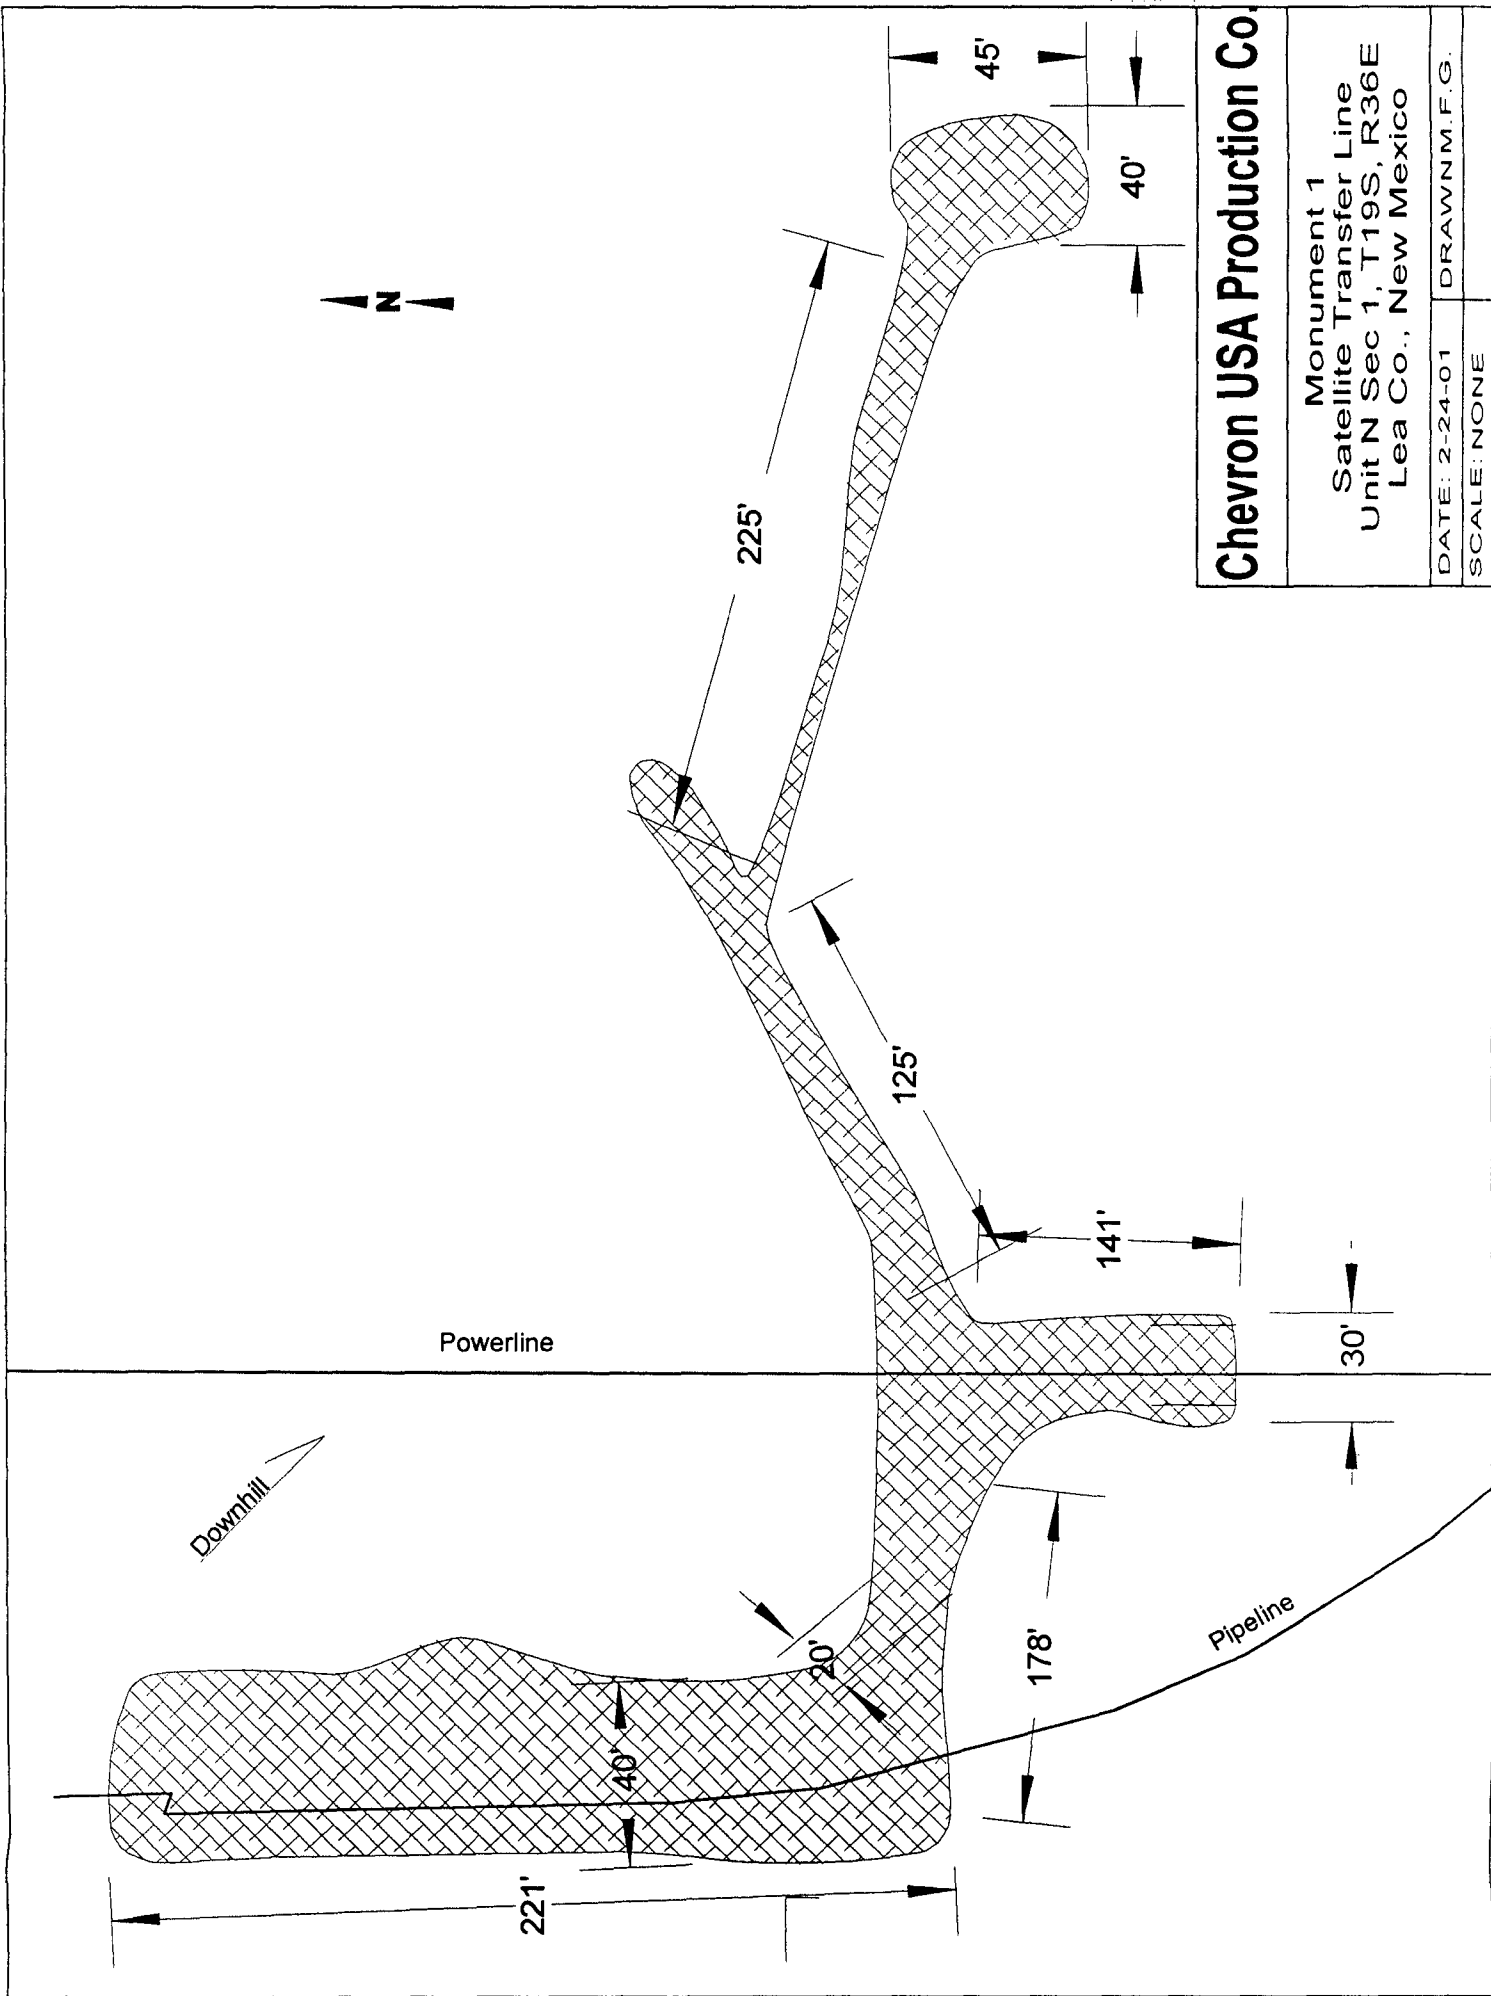 45'
40'
N
225'
125'
141'
30'
Powerline
Downhill
20'
178'
Pipeline
40'
221'
Chevron USA Production Co.
Monument 1
Satellite Transfer Line
Unit N Sec 1, T19S, R36E
Lea Co., New Mexico
DATE: 2-24-01 DRAWNM.F.G.
SCALE: NONE